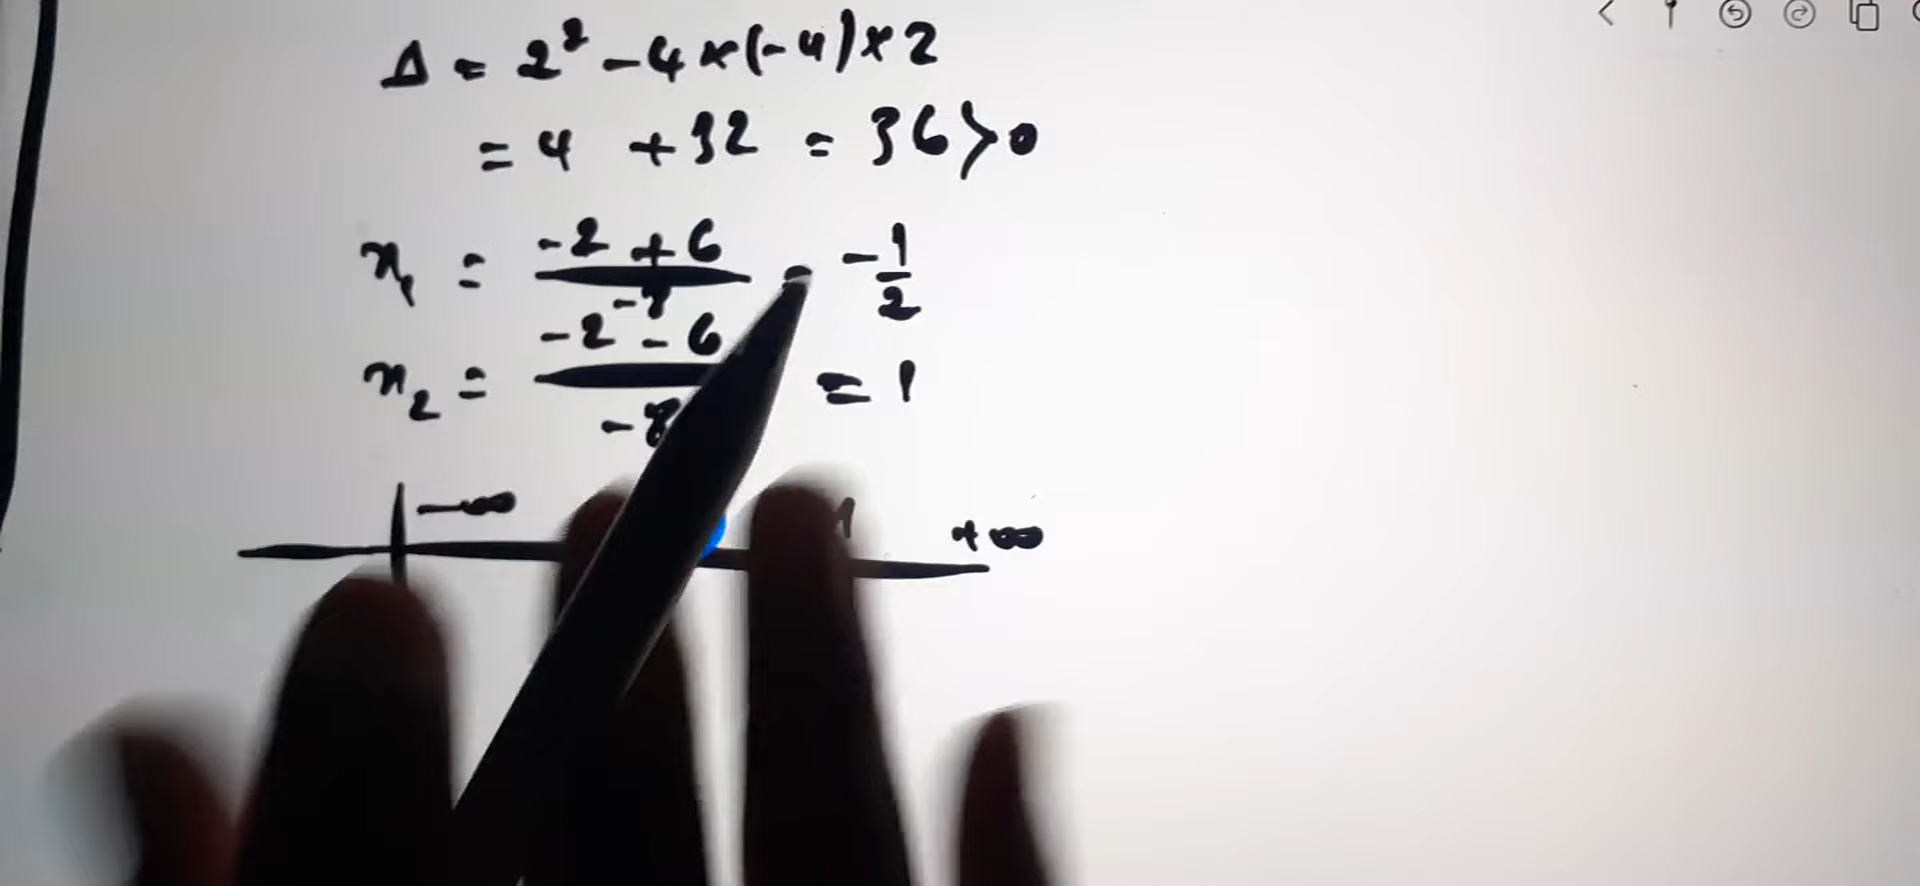 Δ = 2² - 4 × (-4) × 2
= 4 + 32 = 36 > 0
x₁ = (-2 + 6)/-8 = -1/2
x₂ = (-2 - 6)/-8 = 1
-∞ 1 +∞